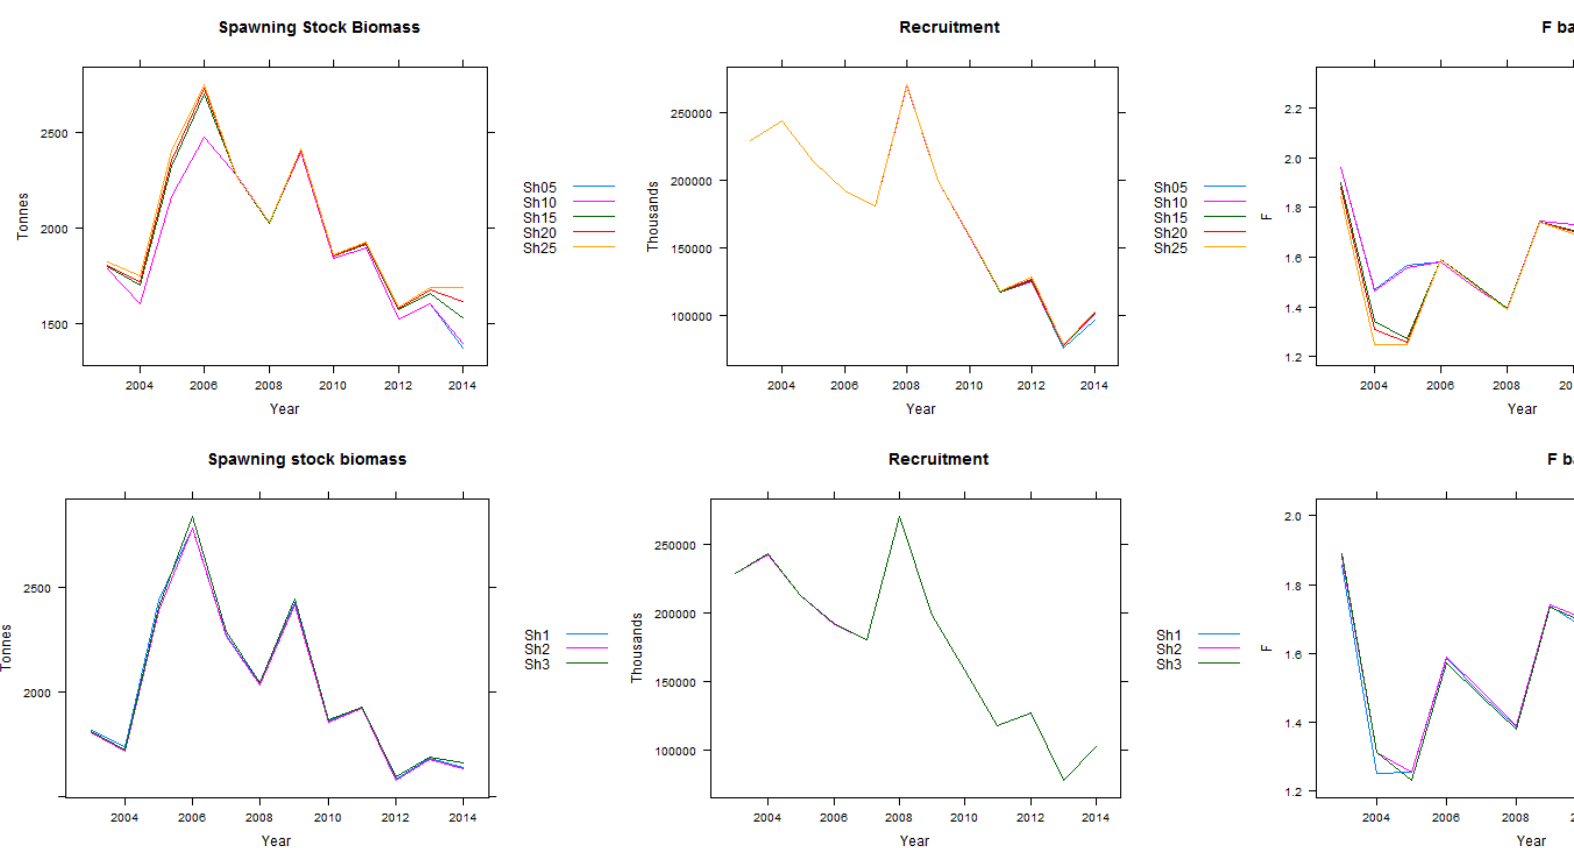 Spawning Stock Biomass
2500
2000
1500
Tonnes
2004 2006 2008 2010 2012 2014
Year
Sh05
Sh10
Sh15
Sh20
Sh25
Recruitment
250000
200000
150000
100000
Thousands
2004 2006 2008 2010 2012 2014
Year
Sh05
Sh10
Sh15
Sh20
Sh25
F ba
2.2
2.0
1.8
1.6
1.4
1.2
F
2004 2006 2008 20
Year
Spawning stock biomass
2500
2000
Tonnes
2004 2006 2008 2010 2012 2014
Year
Sh1
Sh2
Sh3
Recruitment
250000
200000
150000
100000
Thousands
2004 2006 2008 2010 2012 2014
Year
Sh1
Sh2
Sh3
F b
2.0
1.8
1.6
1.4
1.2
F
2004 2006 2008
Year